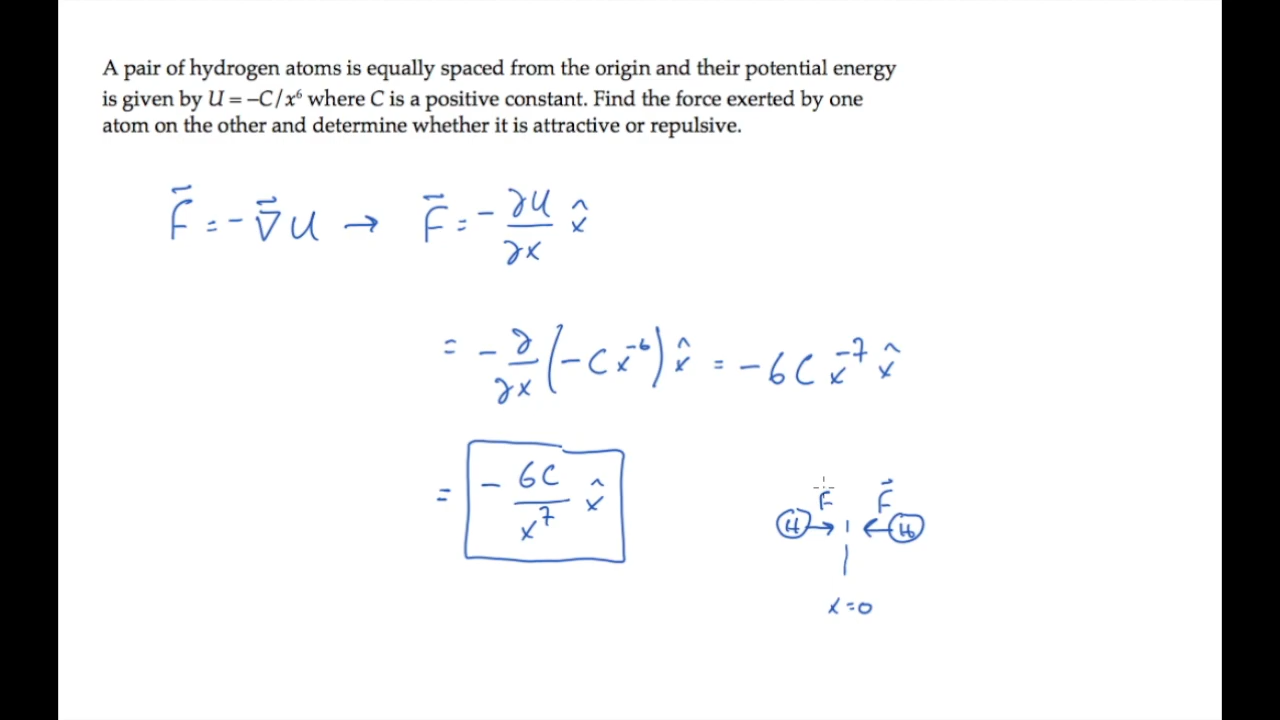 A pair of hydrogen atoms is equally spaced from the origin and their potential energy
is given by U = −C/x⁶ where C is a positive constant. Find the force exerted by one
atom on the other and determine whether it is attractive or repulsive.
F⃗ = −∇⃗U → F⃗ = − ∂U/∂x x̂
= − ∂/∂x (−Cx⁻⁶) x̂ = −6Cx⁻⁷ x̂
= − 6C/x⁷ x̂
F F⃗
H H
x=0